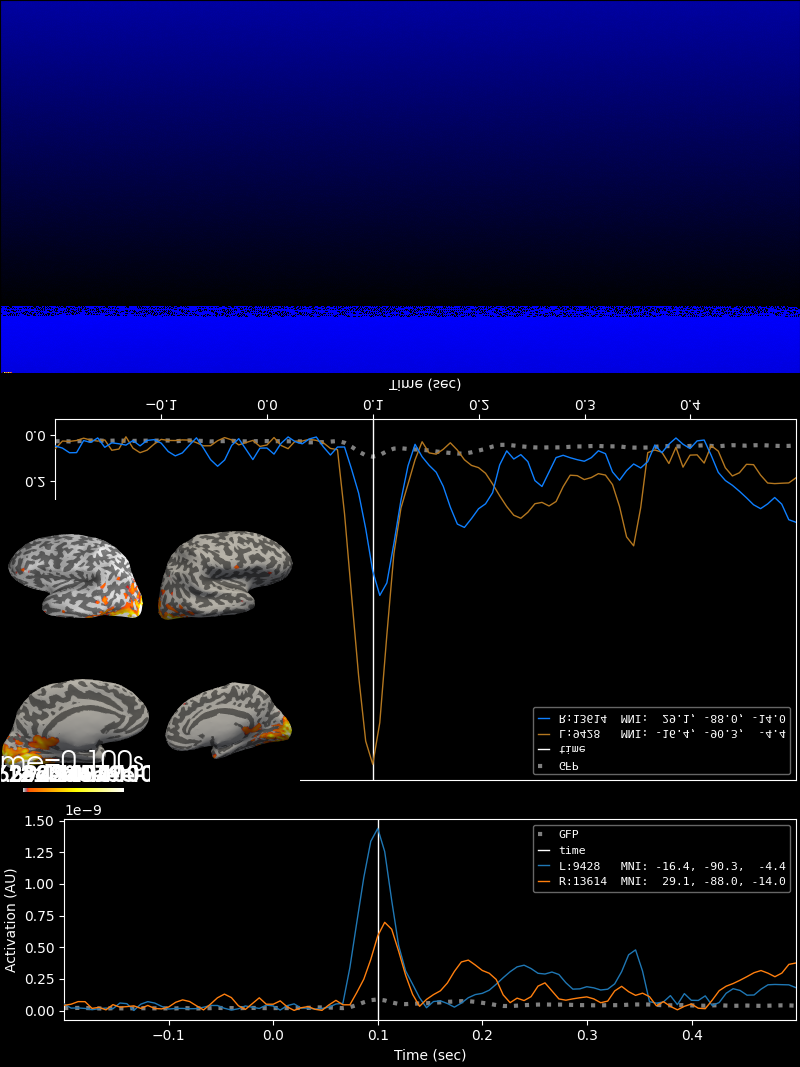 Time (sec)
−0.1 0.0 0.1 0.2 0.3 0.4
0.0
0.2
R:13614 MNI: 29.1, -88.0, -14.0
L:9428 MNI: -16.4, -90.3, -4.4
time
GFP
me=0.100s
1e−9
1.50
1.25
1.00
0.75
0.50
0.25
0.00
Activation (AU)
GFP
time
L:9428 MNI: -16.4, -90.3, -4.4
R:13614 MNI: 29.1, -88.0, -14.0
−0.1 0.0 0.1 0.2 0.3 0.4
Time (sec)